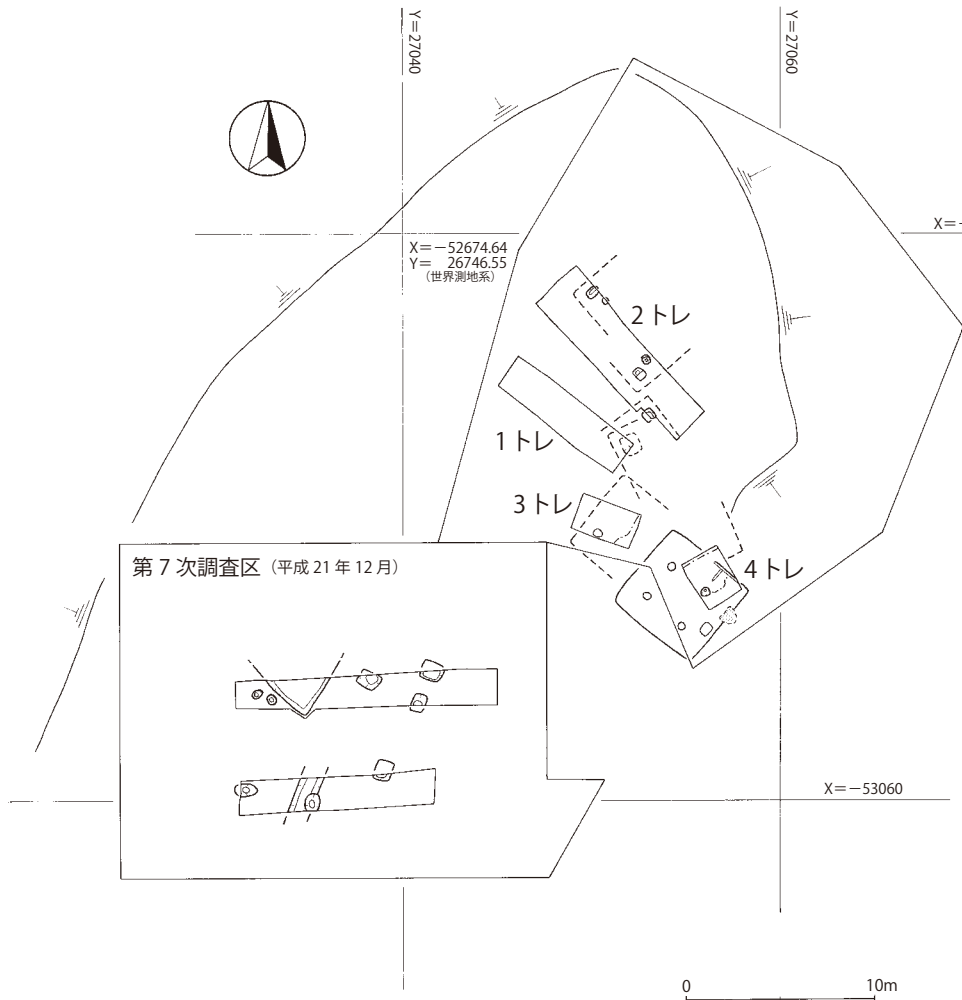 Y=27040
Y=27060
X=−
X=−52674.64
Y= 26746.55
(世界測地系)
2トレ
1トレ
3トレ
4トレ
第7次調査区（平成21年12月）
X=−53060
0 10m